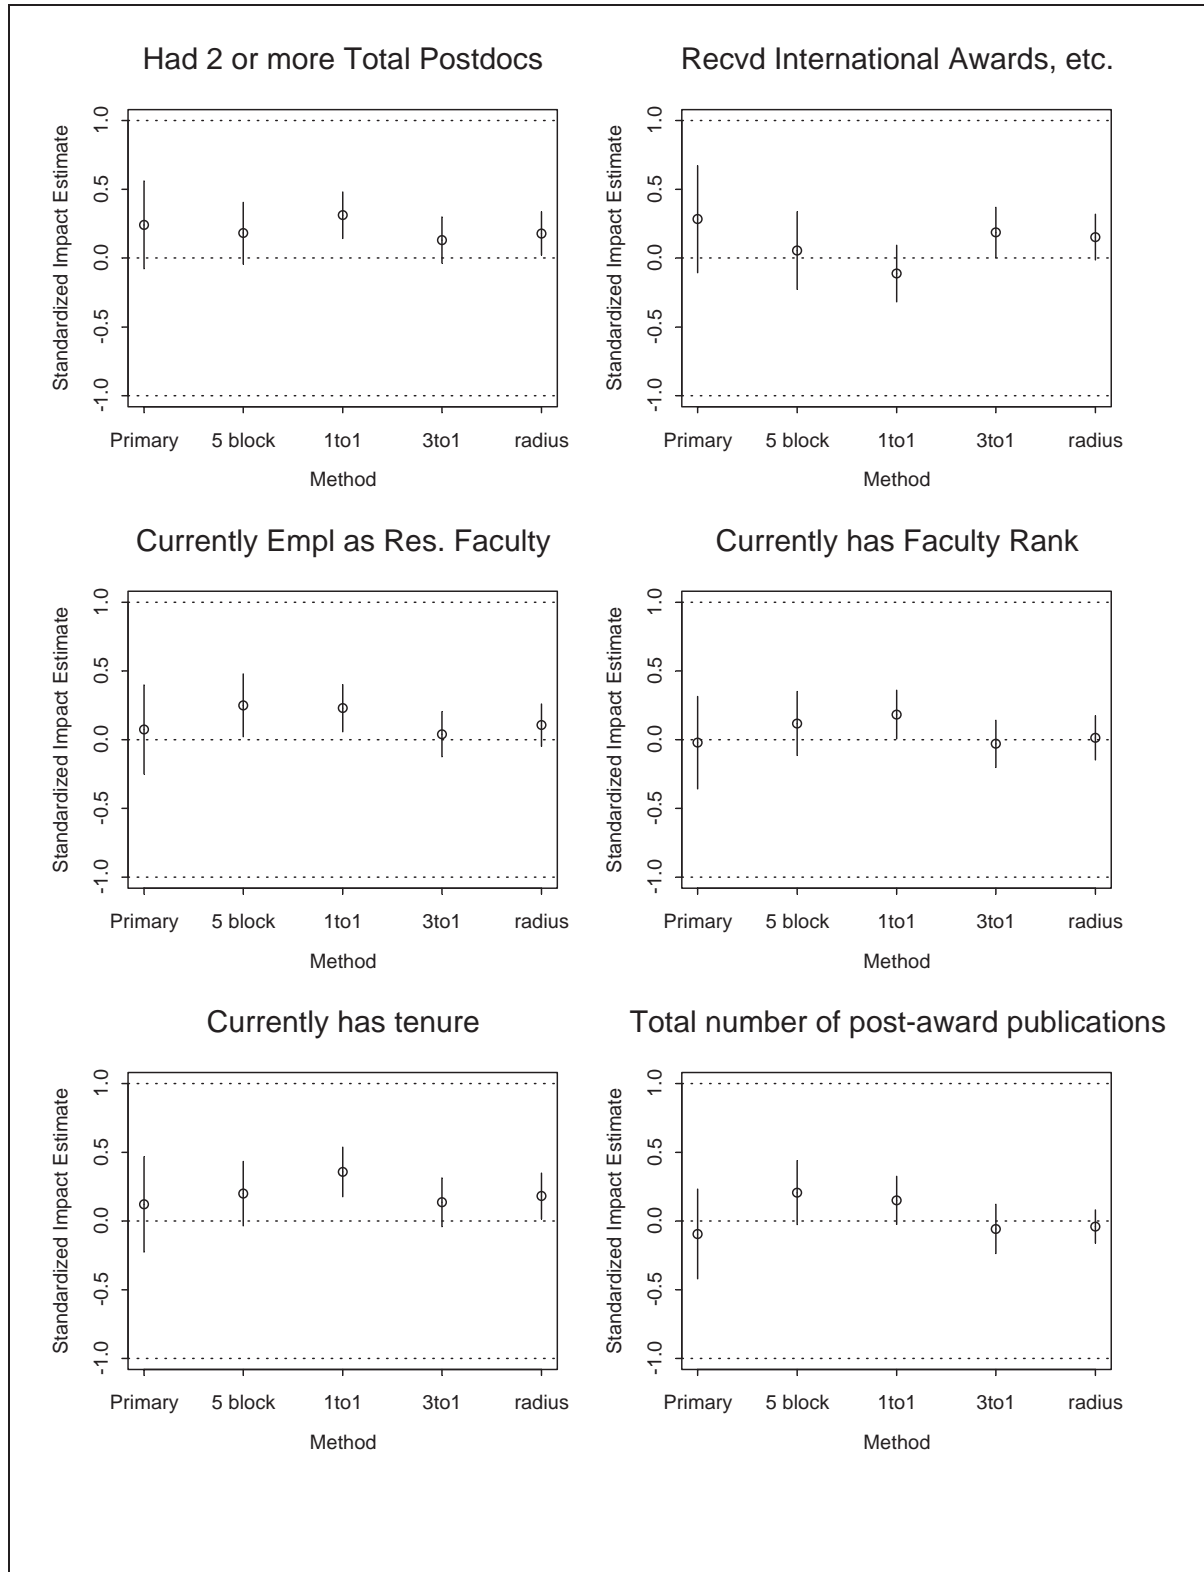 Had 2 or more Total Postdocs
Standardized Impact Estimate
1.0
0.5
0.0
-0.5
-1.0
Primary 5 block 1to1 3to1 radius
Method
Recvd International Awards, etc.
Standardized Impact Estimate
1.0
0.5
0.0
-0.5
-1.0
Primary 5 block 1to1 3to1 radius
Method
Currently Empl as Res. Faculty
Standardized Impact Estimate
1.0
0.5
0.0
-0.5
-1.0
Primary 5 block 1to1 3to1 radius
Method
Currently has Faculty Rank
Standardized Impact Estimate
1.0
0.5
0.0
-0.5
-1.0
Primary 5 block 1to1 3to1 radius
Method
Currently has tenure
Standardized Impact Estimate
1.0
0.5
0.0
-0.5
-1.0
Primary 5 block 1to1 3to1 radius
Method
Total number of post-award publications
Standardized Impact Estimate
1.0
0.5
0.0
-0.5
-1.0
Primary 5 block 1to1 3to1 radius
Method